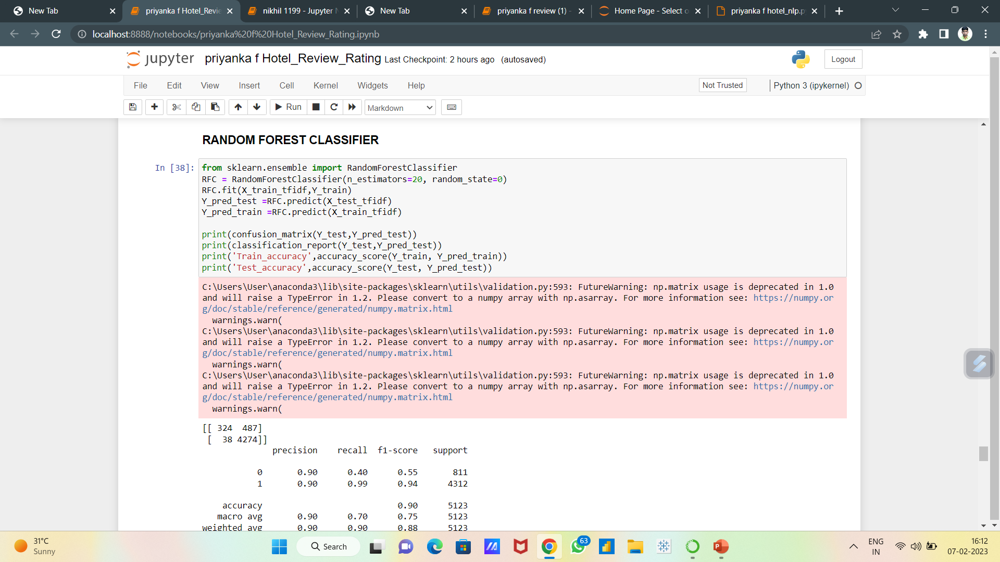 New Tab
priyanka f Hotel_Revie
nikhil 1199 - Jupyter N
New Tab
priyanka f review (1) -
Home Page - Select o
priyanka f hotel_nlp.p
localhost:8888/notebooks/priyanka%20f%20Hotel_Review_Rating.ipynb
jupyter priyanka f Hotel_Review_Rating Last Checkpoint: 2 hours ago (autosaved)
Logout
File Edit View Insert Cell Kernel Widgets Help
Not Trusted
Python 3 (ipykernel)
Run
Markdown
RANDOM FOREST CLASSIFIER
In [38]: from sklearn.ensemble import RandomForestClassifier
RFC = RandomForestClassifier(n_estimators=20, random_state=0)
RFC.fit(X_train_tfidf,Y_train)
Y_pred_test =RFC.predict(X_test_tfidf)
Y_pred_train =RFC.predict(X_train_tfidf)
print(confusion_matrix(Y_test,Y_pred_test))
print(classification_report(Y_test,Y_pred_test))
print('Train_accuracy',accuracy_score(Y_train, Y_pred_train))
print('Test_accuracy',accuracy_score(Y_test, Y_pred_test))
C:\Users\User\anaconda3\lib\site-packages\sklearn\utils\validation.py:593: FutureWarning: np.matrix usage is deprecated in 1.0
and will raise a TypeError in 1.2. Please convert to a numpy array with np.asarray. For more information see: https://numpy.or
g/doc/stable/reference/generated/numpy.matrix.html
warnings.warn(
C:\Users\User\anaconda3\lib\site-packages\sklearn\utils\validation.py:593: FutureWarning: np.matrix usage is deprecated in 1.0
and will raise a TypeError in 1.2. Please convert to a numpy array with np.asarray. For more information see: https://numpy.or
g/doc/stable/reference/generated/numpy.matrix.html
warnings.warn(
C:\Users\User\anaconda3\lib\site-packages\sklearn\utils\validation.py:593: FutureWarning: np.matrix usage is deprecated in 1.0
and will raise a TypeError in 1.2. Please convert to a numpy array with np.asarray. For more information see: https://numpy.or
g/doc/stable/reference/generated/numpy.matrix.html
warnings.warn(
[[ 324 487]
[ 38 4274]]
precision recall f1-score support
0 0.90 0.40 0.55 811
1 0.90 0.99 0.94 4312
accuracy 0.90 5123
macro avg 0.90 0.70 0.75 5123
weighted avg 0.90 0.90 0.88 5123
31°C
Sunny
Search
63
ENG
IN
16:12
07-02-2023